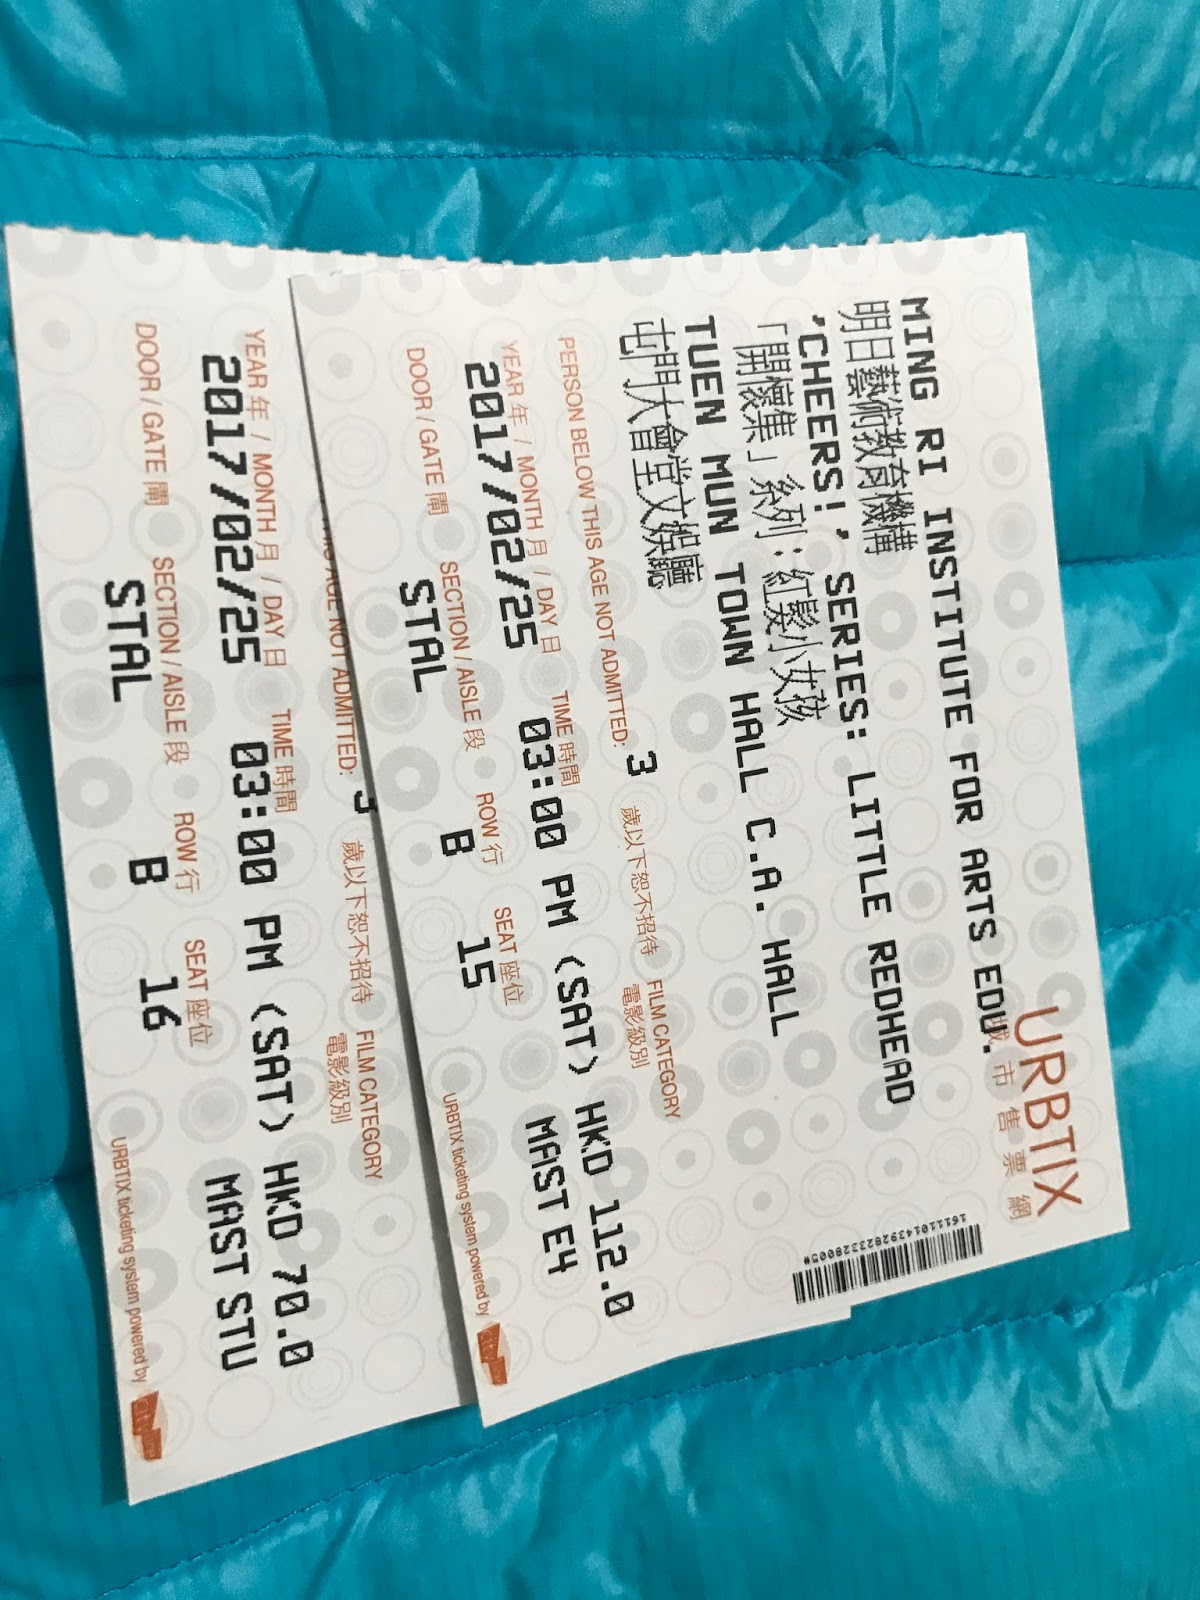 URBTIX
城市售票網
MING RI INSTITUTE FOR ARTS EDU.
明日藝術教育機構
'CHEERS!' SERIES: LITTLE REDHEAD
「開懷集」系列：紅髮小女孩
TUEN MUN TOWN HALL C.A. HALL
屯門大會堂文娛廳
PERSON BELOW THIS AGE NOT ADMITTED: 3 歲以下恕不招待 FILM CATEGORY
電影級別
YEAR 年 / MONTH 月 / DAY 日 TIME 時間
2017/02/25 03:00 PM (SAT) HKD 112.0
MAST E4
DOOR / GATE 閘 SECTION / AISLE 段 ROW 行 SEAT 座位
STAL B 15
URBTIX ticketing system powered by
AGE NOT ADMITTED: 歲以下恕不招待 FILM CATEGORY
電影級別
YEAR 年 / MONTH 月 / DAY 日 TIME 時間
2017/02/25 03:00 PM (SAT) HKD 70.0
MAST STU
DOOR / GATE 閘 SECTION / AISLE 段 ROW 行 SEAT 座位
STAL B 16
URBTIX ticketing system powered by